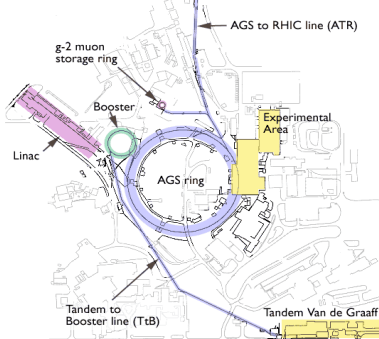 AGS to RHIC line (ATR)
g-2 muon
storage ring
Booster
Experimental
Area
Linac
AGS ring
Tandem to
Booster line (TtB)
Tandem Van de Graaff